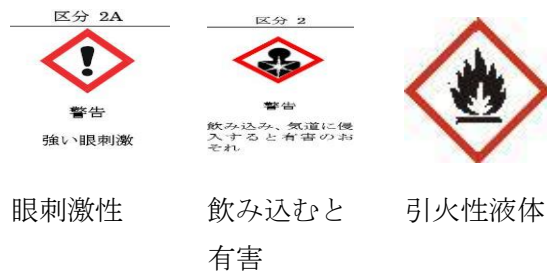 区分 2A
警告
強い眼刺激
区分 2
警告
飲み込み、気道に侵
入すると有害のお
それ
眼刺激性
飲み込むと
有害
引火性液体